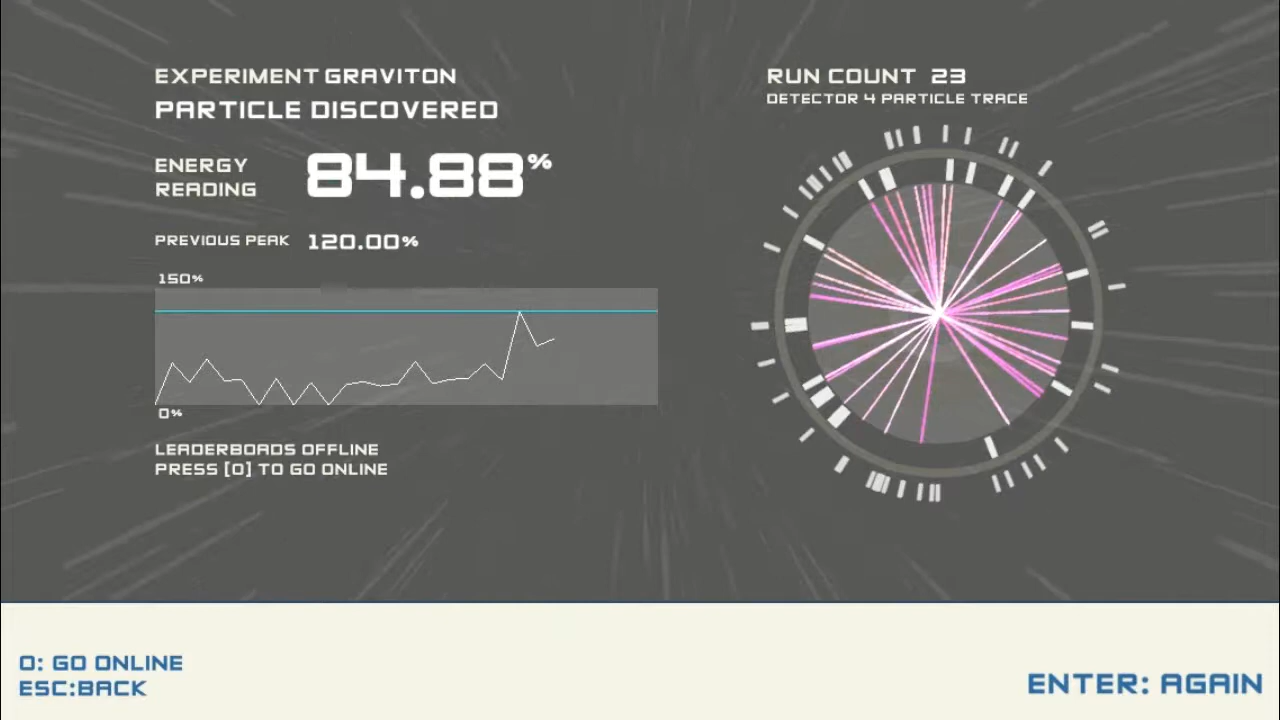 EXPERIMENT GRAVITON
PARTICLE DISCOVERED
ENERGY READING 84.88%
PREVIOUS PEAK 120.00%
150%
0%
LEADERBOADS OFFLINE
PRESS [O] TO GO ONLINE
RUN COUNT 23
DETECTOR 4 PARTICLE TRACE
O: GO ONLINE
ESC:BACK
ENTER: AGAIN